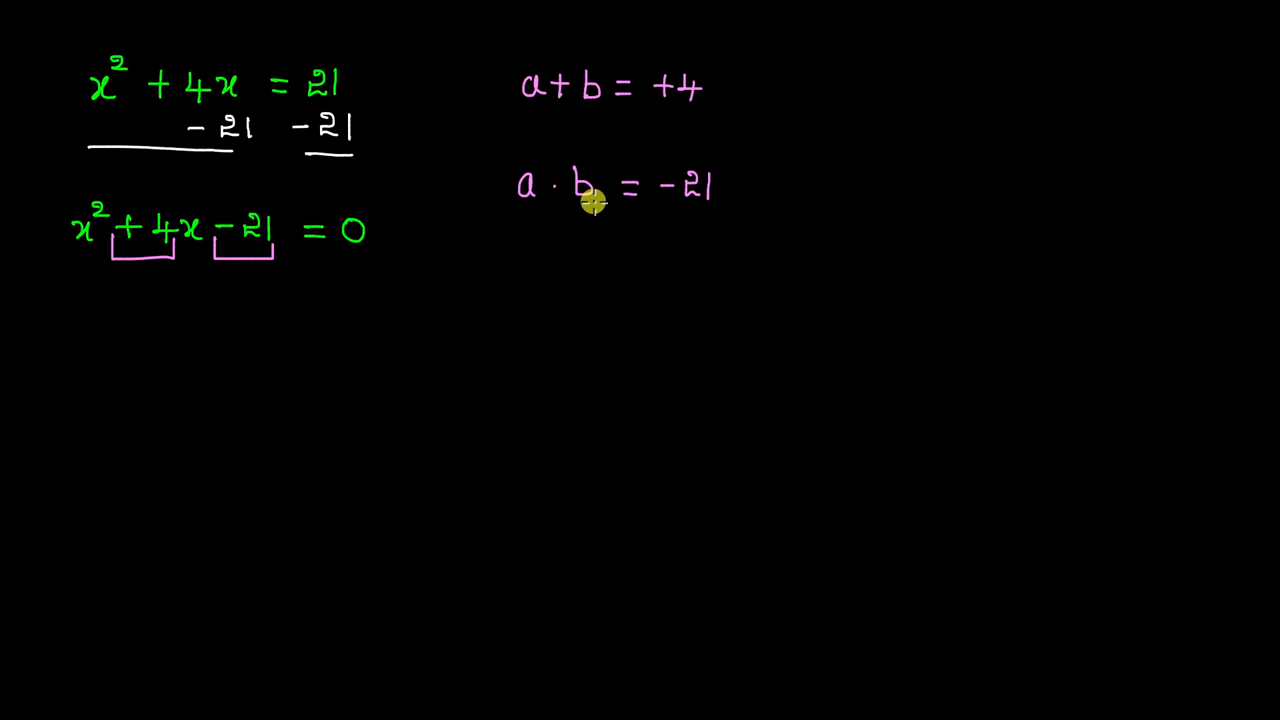 x² + 4x = 21
- 21 - 21
x² + 4x - 21 = 0
a + b = +4
a · b = -21